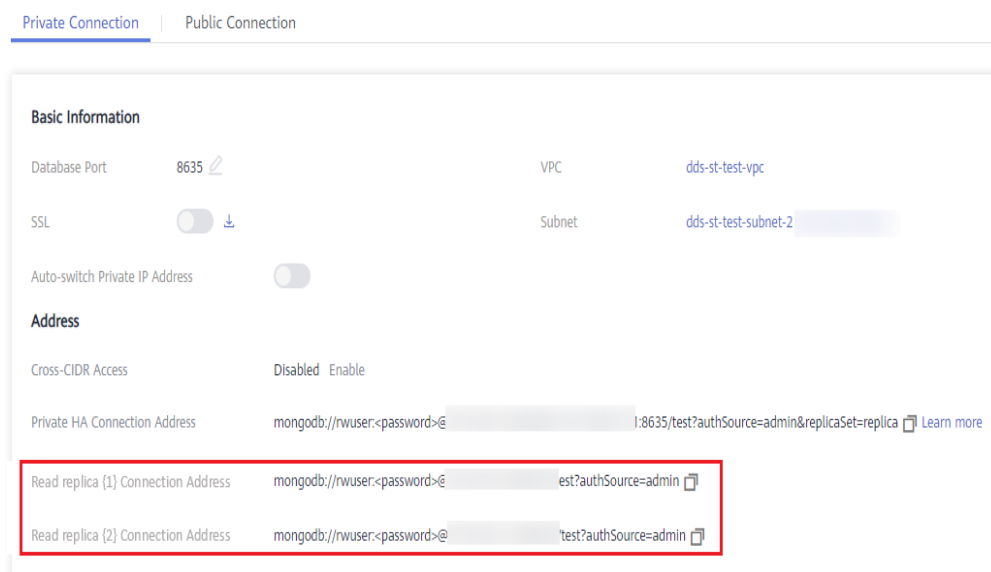 Private Connection Public Connection
Basic Information
Database Port 8635 VPC dds-st-test-vpc
SSL Subnet dds-st-test-subnet-2
Auto-switch Private IP Address
Address
Cross-CIDR Access Disabled Enable
Private HA Connection Address mongodb://rwuser:<password>@ :8635/test?authSource=admin&replicaSet=replica Learn more
Read replica {1} Connection Address mongodb://rwuser:<password>@ est?authSource=admin
Read replica {2} Connection Address mongodb://rwuser:<password>@ /test?authSource=admin